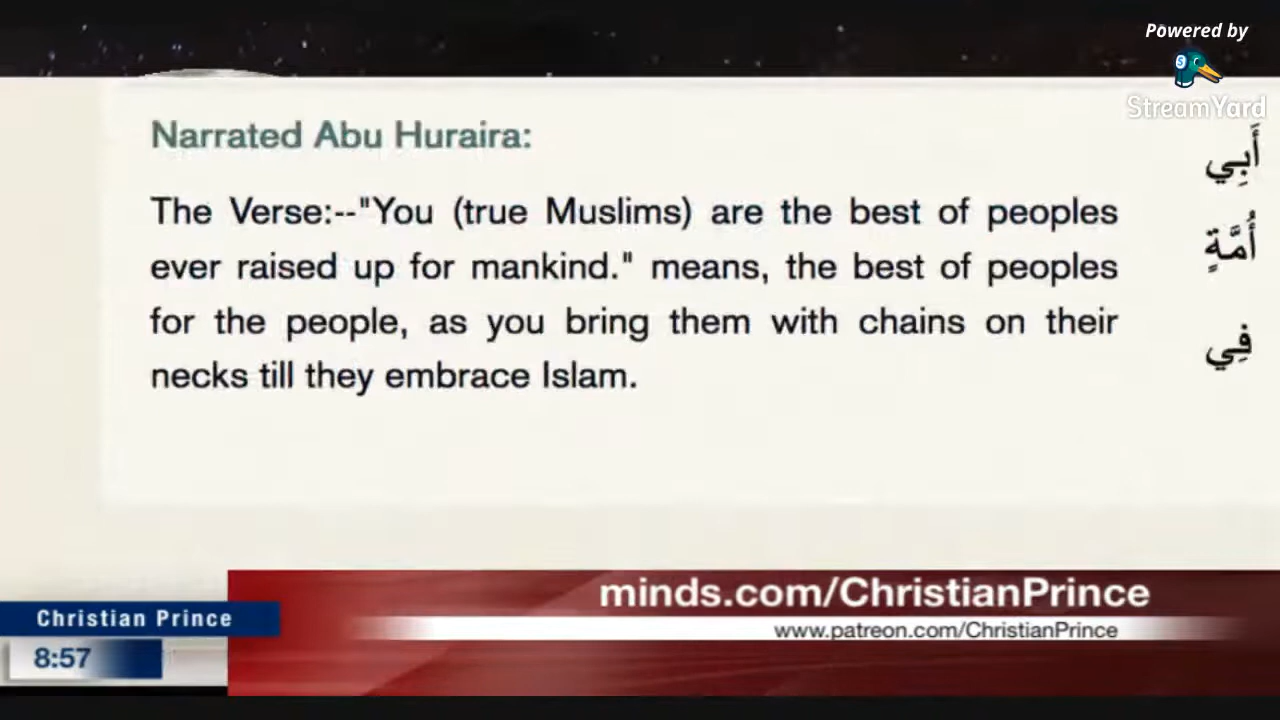 Powered by
StreamYard
Narrated Abu Huraira:
The Verse:--"You (true Muslims) are the best of peoples
ever raised up for mankind." means, the best of peoples
for the people, as you bring them with chains on their
necks till they embrace Islam.
أَبِي
أُمَّةٍ
فِي
minds.com/ChristianPrince
www.patreon.com/ChristianPrince
Christian Prince
8:57